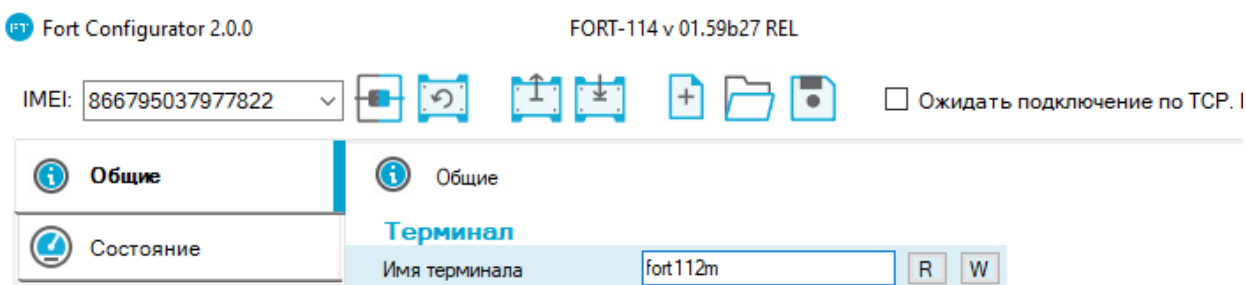 FT Fort Configurator 2.0.0 FORT-114 v 01.59b27 REL
IMEI: 866795037977822 Ожидать подключение по TCP.
Общие Общие
Терминал
Состояние
Имя терминала fort112m R W